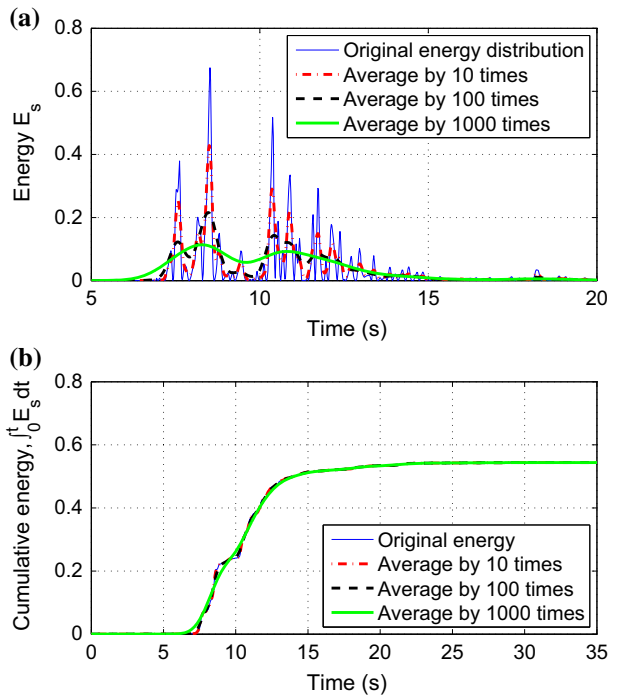 (a)
0.8
0.6
0.4
0.2
0
Energy E_s
Original energy distribution
Average by 10 times
Average by 100 times
Average by 1000 times
5
10
15
20
Time (s)
(b)
0.8
0.6
0.4
0.2
0
Cumulative energy, ∫_0^t E_s dt
Original energy
Average by 10 times
Average by 100 times
Average by 1000 times
0
5
10
15
20
25
30
35
Time (s)